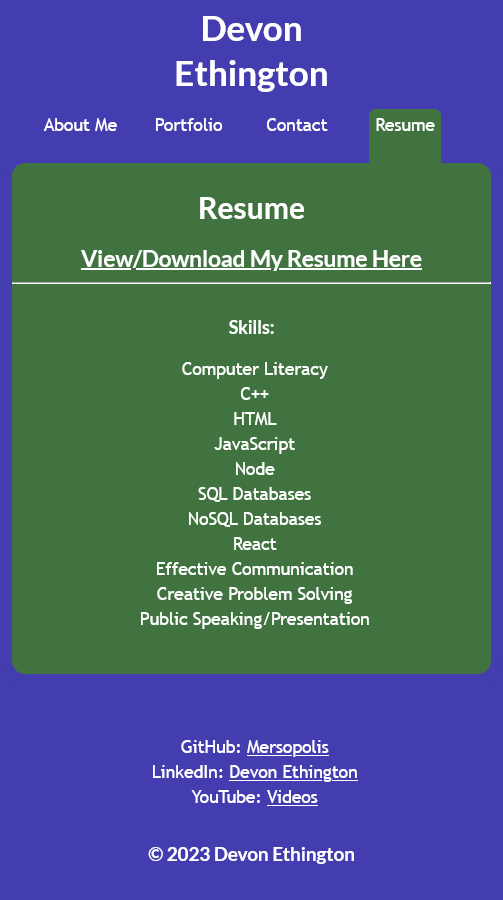 Devon
Ethington
About Me Portfolio Contact Resume
Resume
View/Download My Resume Here
Skills:
Computer Literacy
C++
HTML
JavaScript
Node
SQL Databases
NoSQL Databases
React
Effective Communication
Creative Problem Solving
Public Speaking/Presentation
GitHub: Mersopolis
LinkedIn: Devon Ethington
YouTube: Videos
© 2023 Devon Ethington